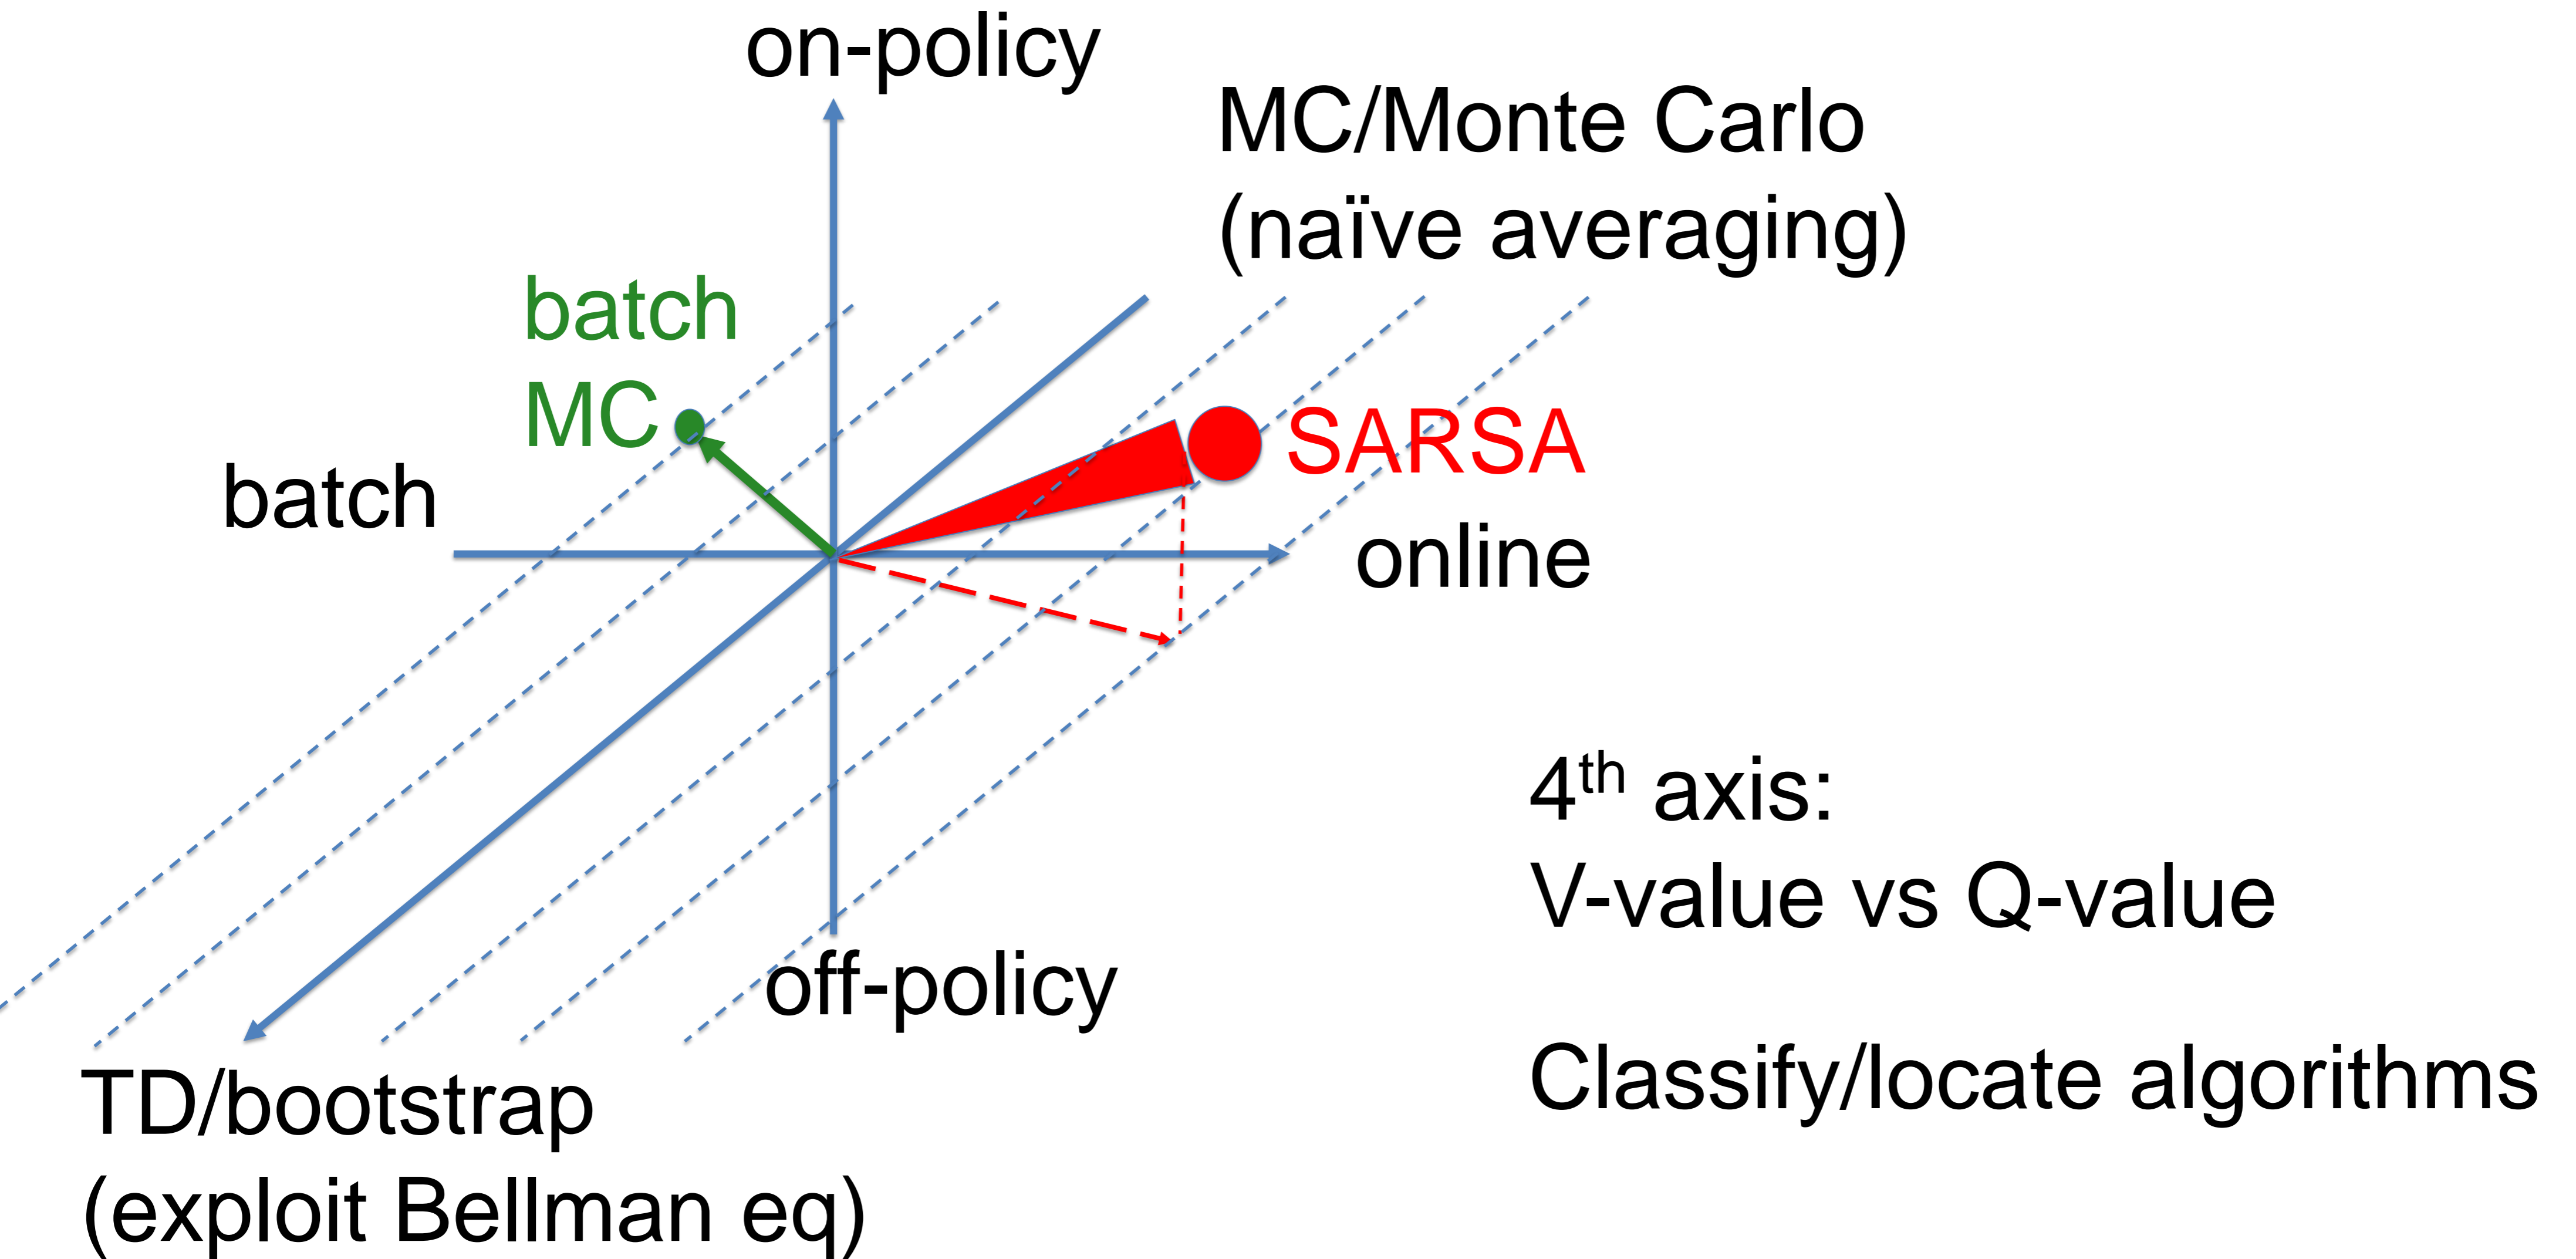 on-policy
MC/Monte Carlo
(naïve averaging)
batch
MC
SARSA
batch
online
4th axis:
V-value vs Q-value
off-policy
Classify/locate algorithms
TD/bootstrap
(exploit Bellman eq)